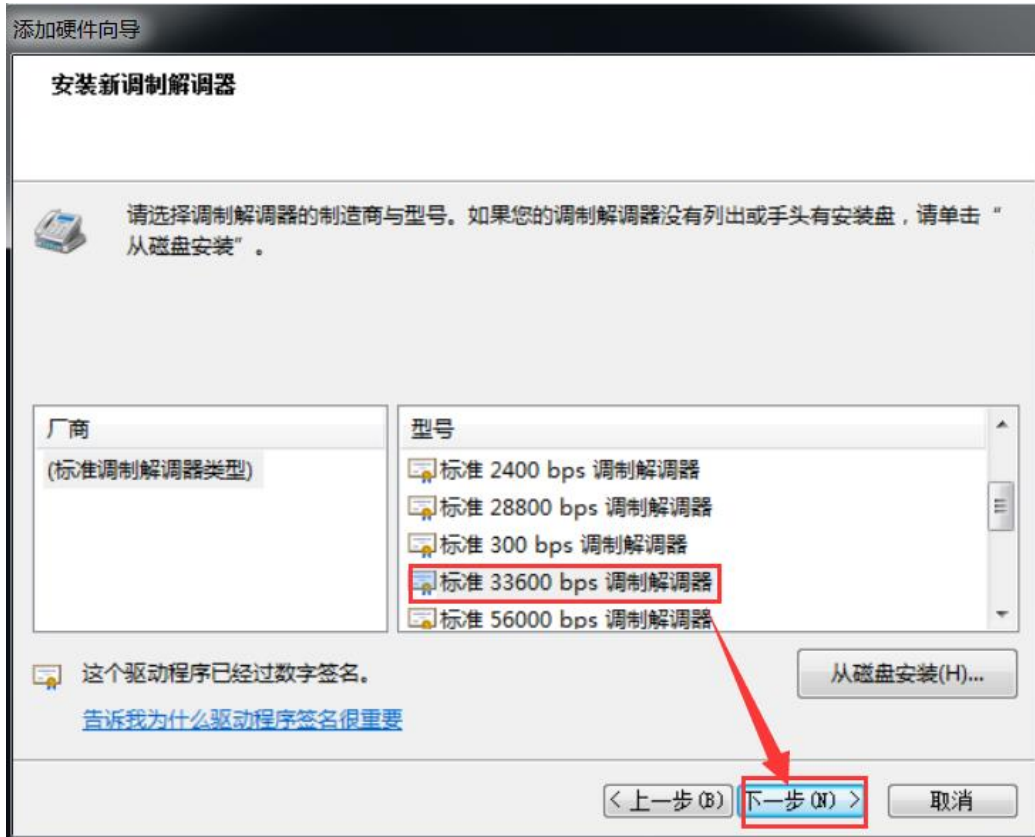 添加硬件向导
安装新调制解调器
请选择调制解调器的制造商与型号。如果您的调制解调器没有列出或手头有安装盘，请单击“
从磁盘安装”。
厂商
型号
(标准调制解调器类型)
标准 2400 bps 调制解调器
标准 28800 bps 调制解调器
标准 300 bps 调制解调器
标准 33600 bps 调制解调器
标准 56000 bps 调制解调器
这个驱动程序已经过数字签名。
从磁盘安装(H)...
告诉我为什么驱动程序签名很重要
< 上一步(B) 下一步(N) > 取消